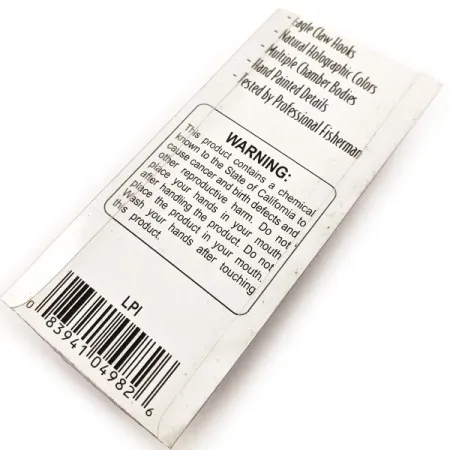 - Eagle Claw Hooks
- Natural Holographic Colors
- Multiple Chamber Bodies
- Hand Painted Details
- Tested by Professional Fisherman
WARNING:
This product contains a chemical
known to the State of California to
cause cancer and birth defects and
other reproductive harm. Do not
place your hands in your mouth
after handling the product. Do not
place the product in your mouth.
Wash your hands after touching
this product.
LPI
0 83941 04982 6